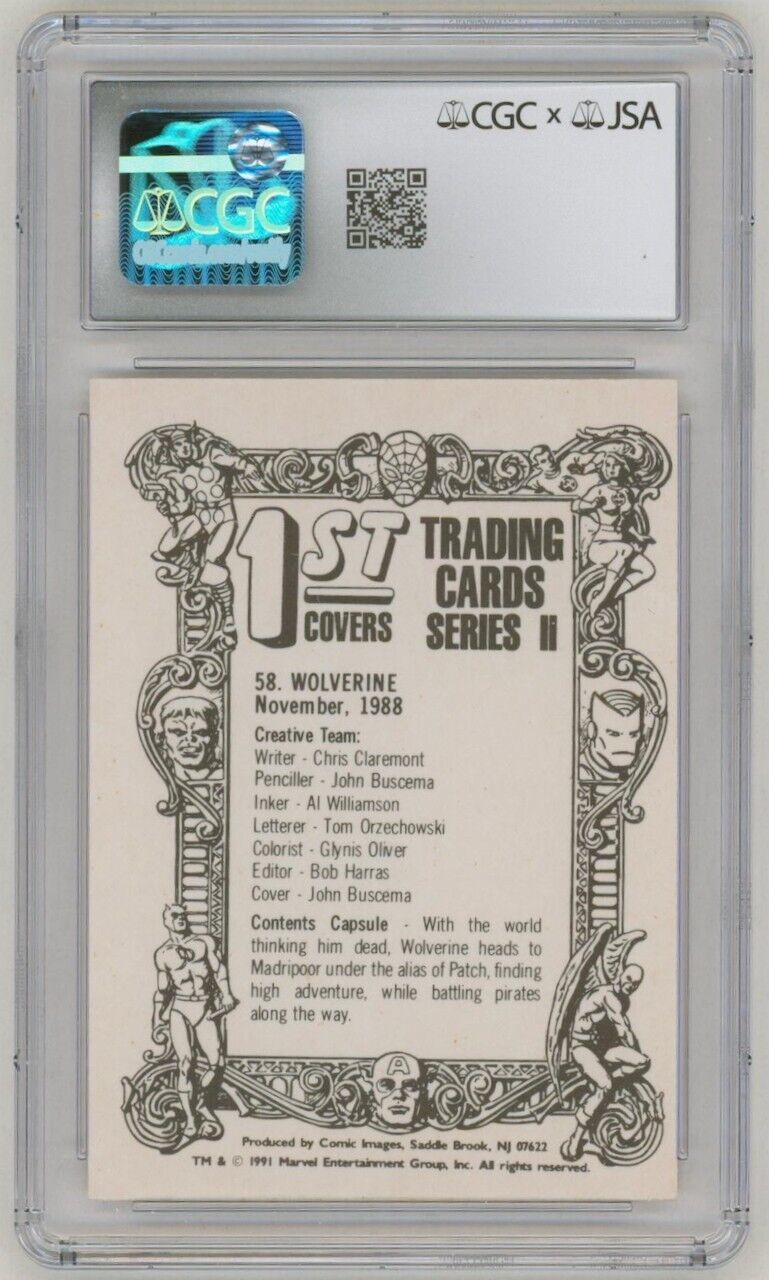 CGC x JSA
CGC
1ST COVERS
TRADING
CARDS
SERIES II
58. WOLVERINE
November, 1988
Creative Team:
Writer - Chris Claremont
Penciller - John Buscema
Inker - Al Williamson
Letterer - Tom Orzechowski
Colorist - Glynis Oliver
Editor - Bob Harras
Cover - John Buscema
Contents Capsule - With the world
thinking him dead, Wolverine heads to
Madripoor under the alias of Patch, finding
high adventure, while battling pirates
along the way.
A
Produced by Comic Images, Saddle Brook, NJ 07622
TM & © 1991 Marvel Entertainment Group, Inc. All rights reserved.